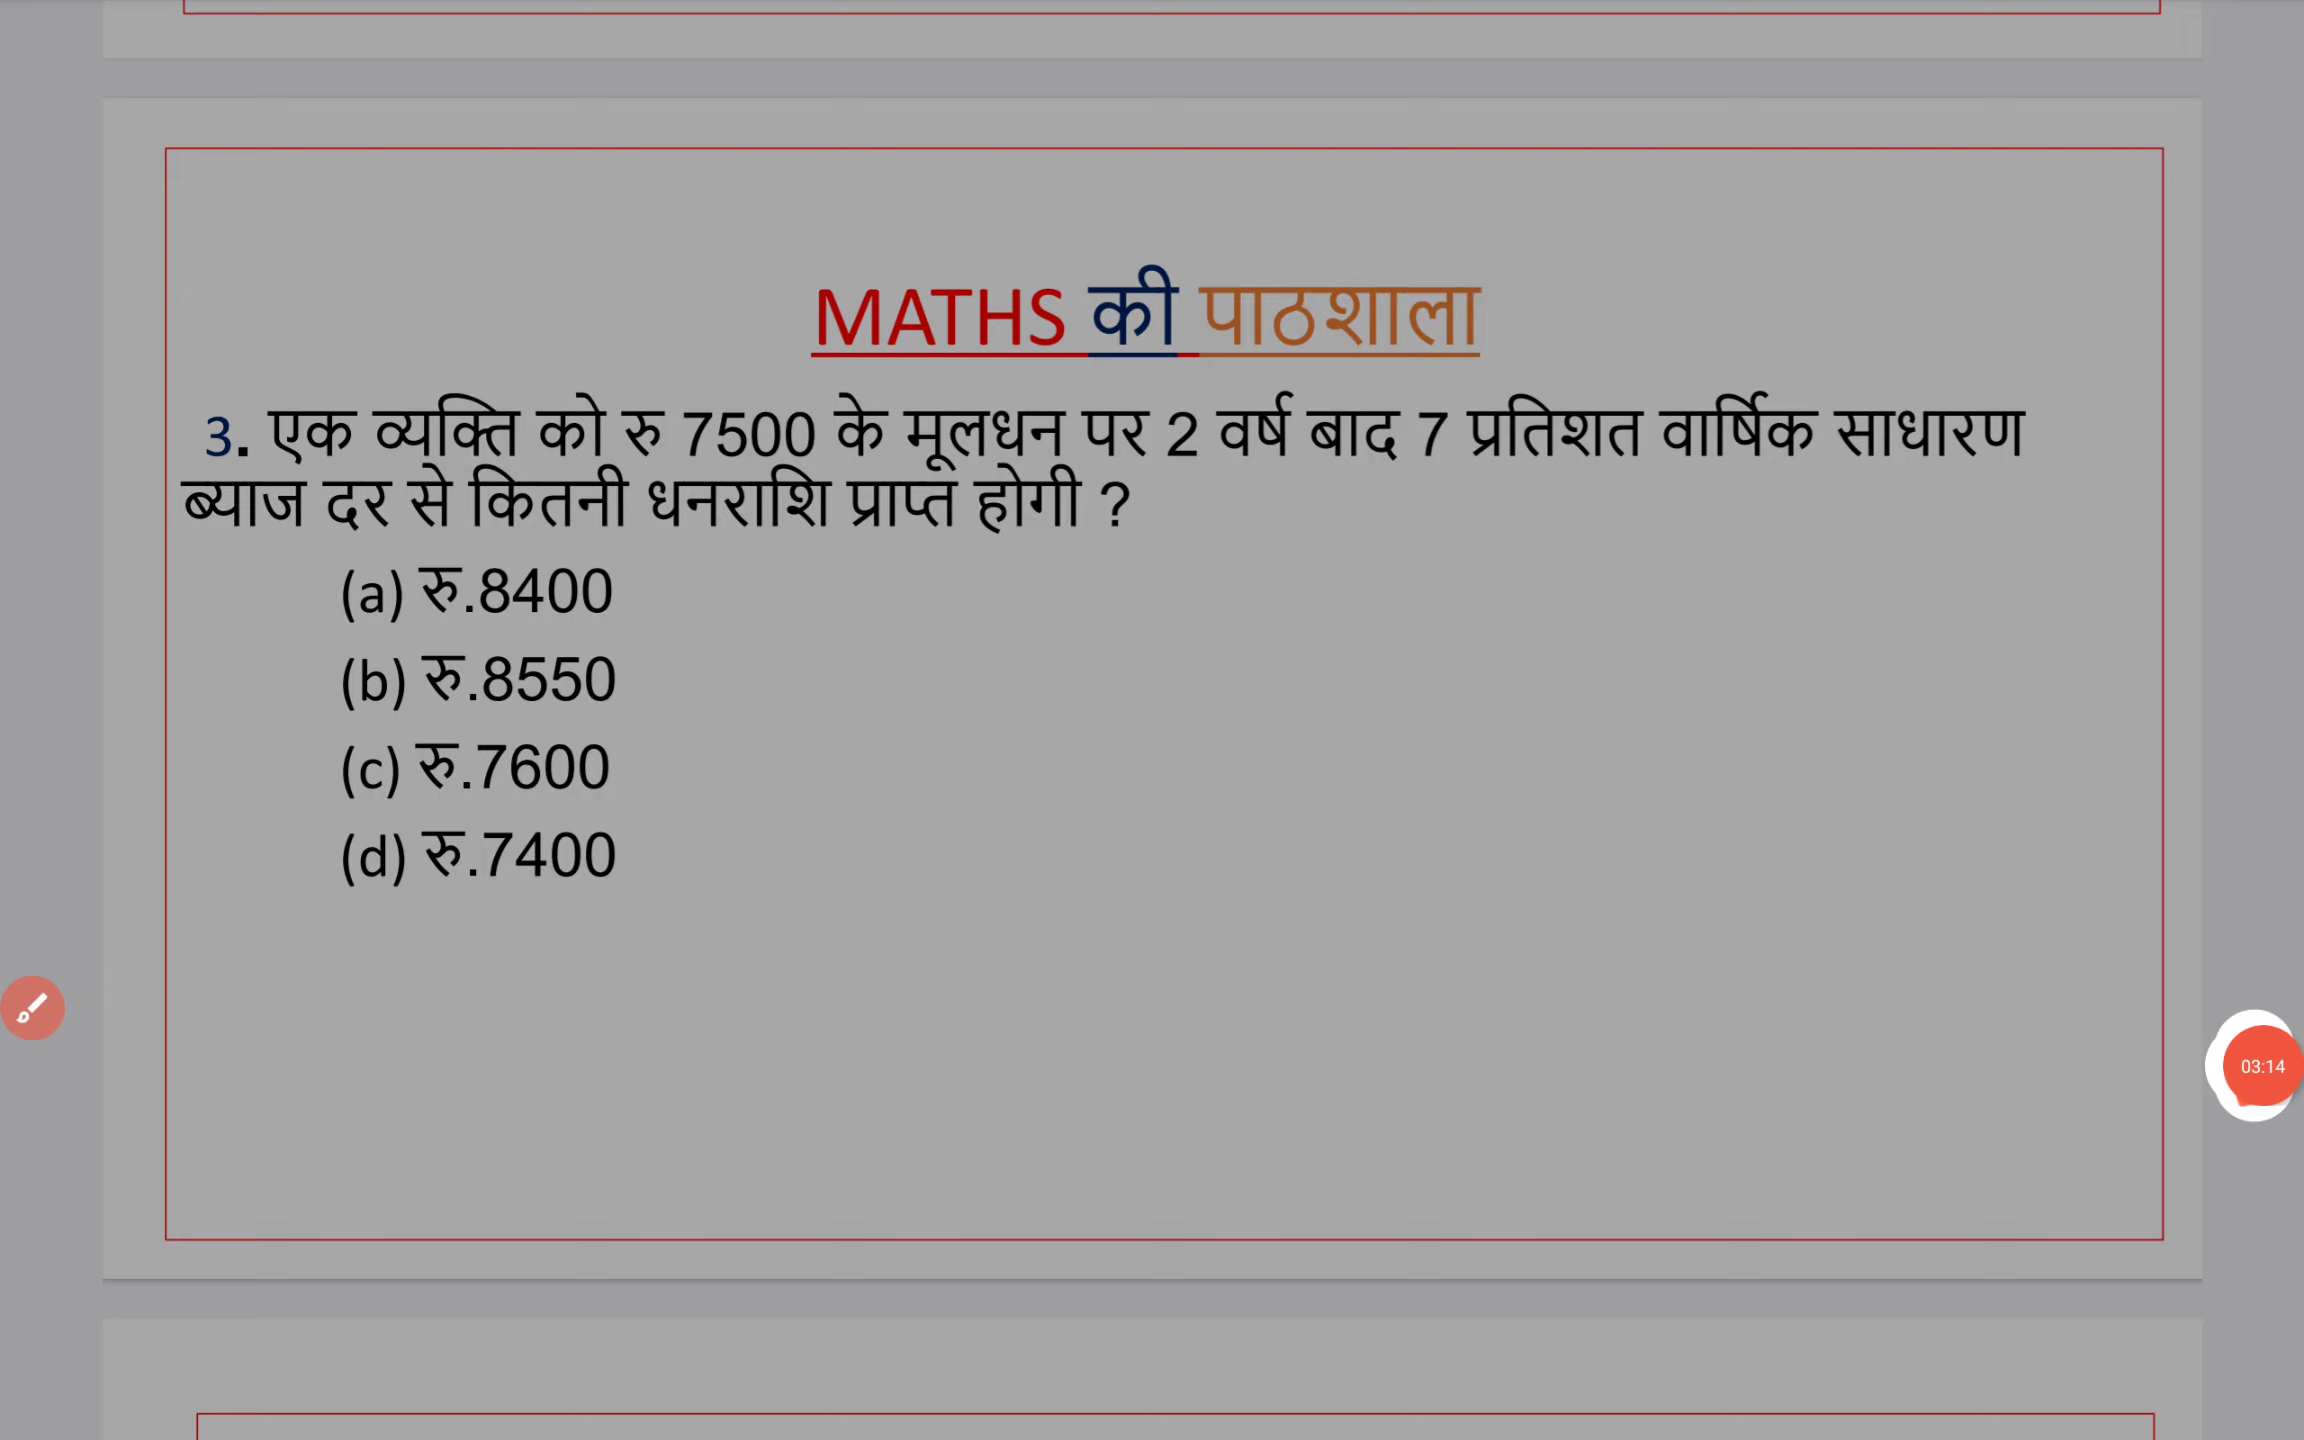 MATHS की पाठशाला
3. एक व्यक्ति को रु 7500 के मूलधन पर 2 वर्ष बाद 7 प्रतिशत वार्षिक साधारण
ब्याज दर से कितनी धनराशि प्राप्त होगी ?
(a) रु.8400
(b) रु.8550
(c) रु.7600
(d) रु.7400
03:14